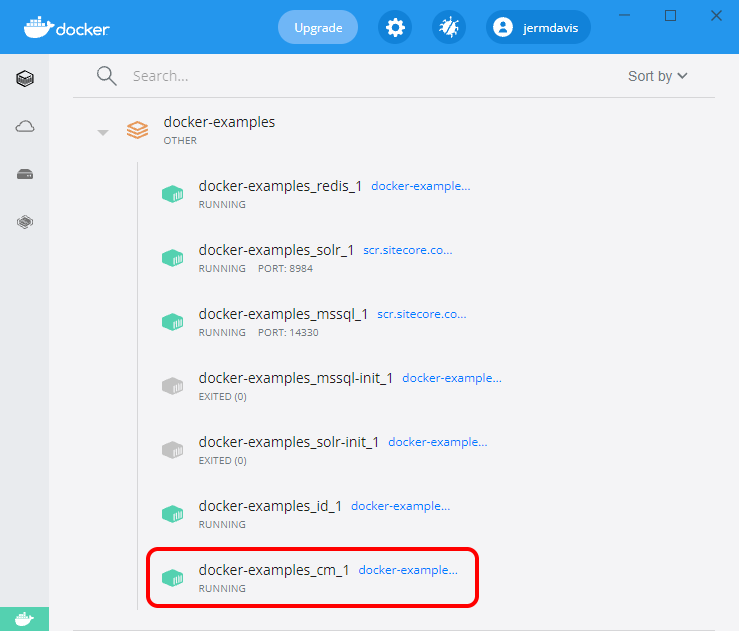 docker
Upgrade
jermdavis
Search...
Sort by
docker-examples
OTHER
docker-examples_redis_1 docker-example...
RUNNING
docker-examples_solr_1 scr.sitecore.co...
RUNNING PORT: 8984
docker-examples_mssql_1 scr.sitecore.co...
RUNNING PORT: 14330
docker-examples_mssql-init_1 docker-example...
EXITED (0)
docker-examples_solr-init_1 docker-example...
EXITED (0)
docker-examples_id_1 docker-example...
RUNNING
docker-examples_cm_1 docker-example...
RUNNING